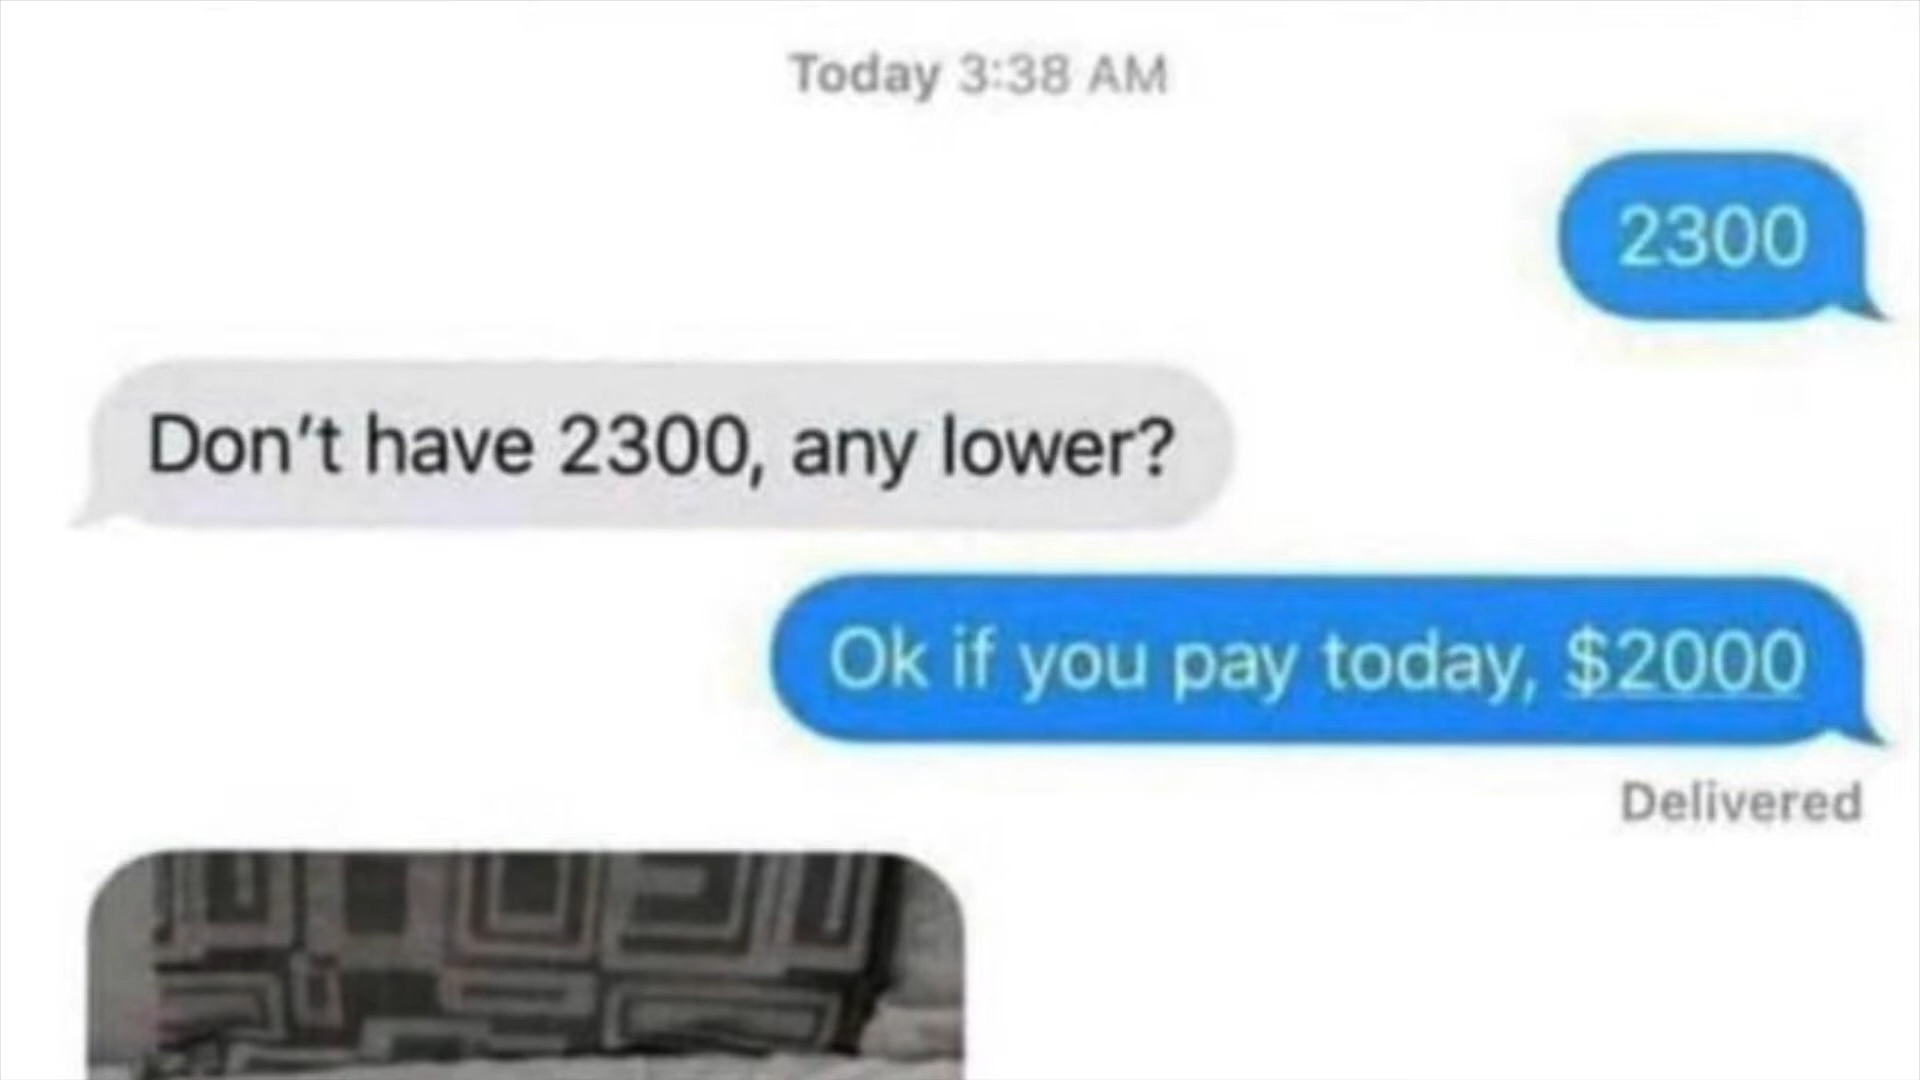 Today 3:38 AM
2300
Don't have 2300, any lower?
Ok if you pay today, $2000
Delivered